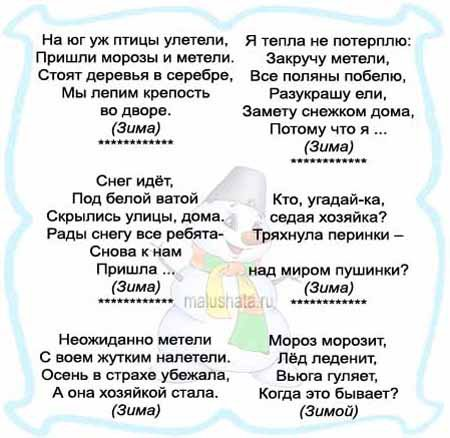 На юг уж птицы улетели,
Пришли морозы и метели.
Стоят деревья в серебре,
Мы лепим крепость
во дворе.
(Зима)
************
Я тепла не потерплю:
Закручу метели,
Все поляны побелю,
Разукрашу ели,
Замету снежком дома,
Потому что я ...
(Зима)
************
Снег идёт,
Под белой ватой
Скрылись улицы, дома.
Рады снегу все ребята-
Снова к нам
Пришла ...
(Зима)
************
Кто, угадай-ка,
седая хозяйка?
Тряхнула перинки –
над миром пушинки?
(Зима)
************
malushata.ru
Неожиданно метели
С воем жутким налетели.
Осень в страхе убежала,
А она хозяйкой стала.
(Зима)
Мороз морозит,
Лёд леденит,
Вьюга гуляет,
Когда это бывает?
(Зимой)